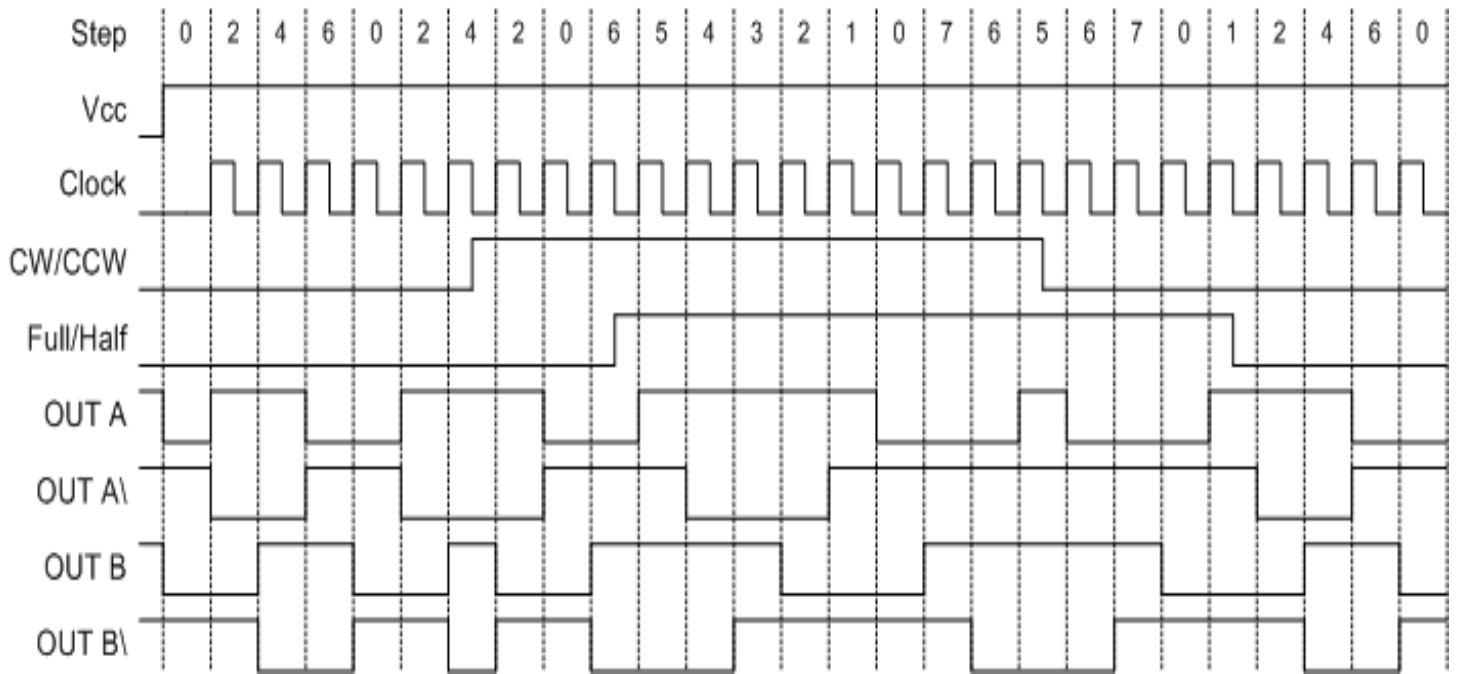 Step 0 2 4 6 0 2 4 2 0 6 5 4 3 2 1 0 7 6 5 6 7 0 1 2 4 6 0
Vcc
Clock
CW/CCW
Full/Half
OUT A
OUT A\
OUT B
OUT B\